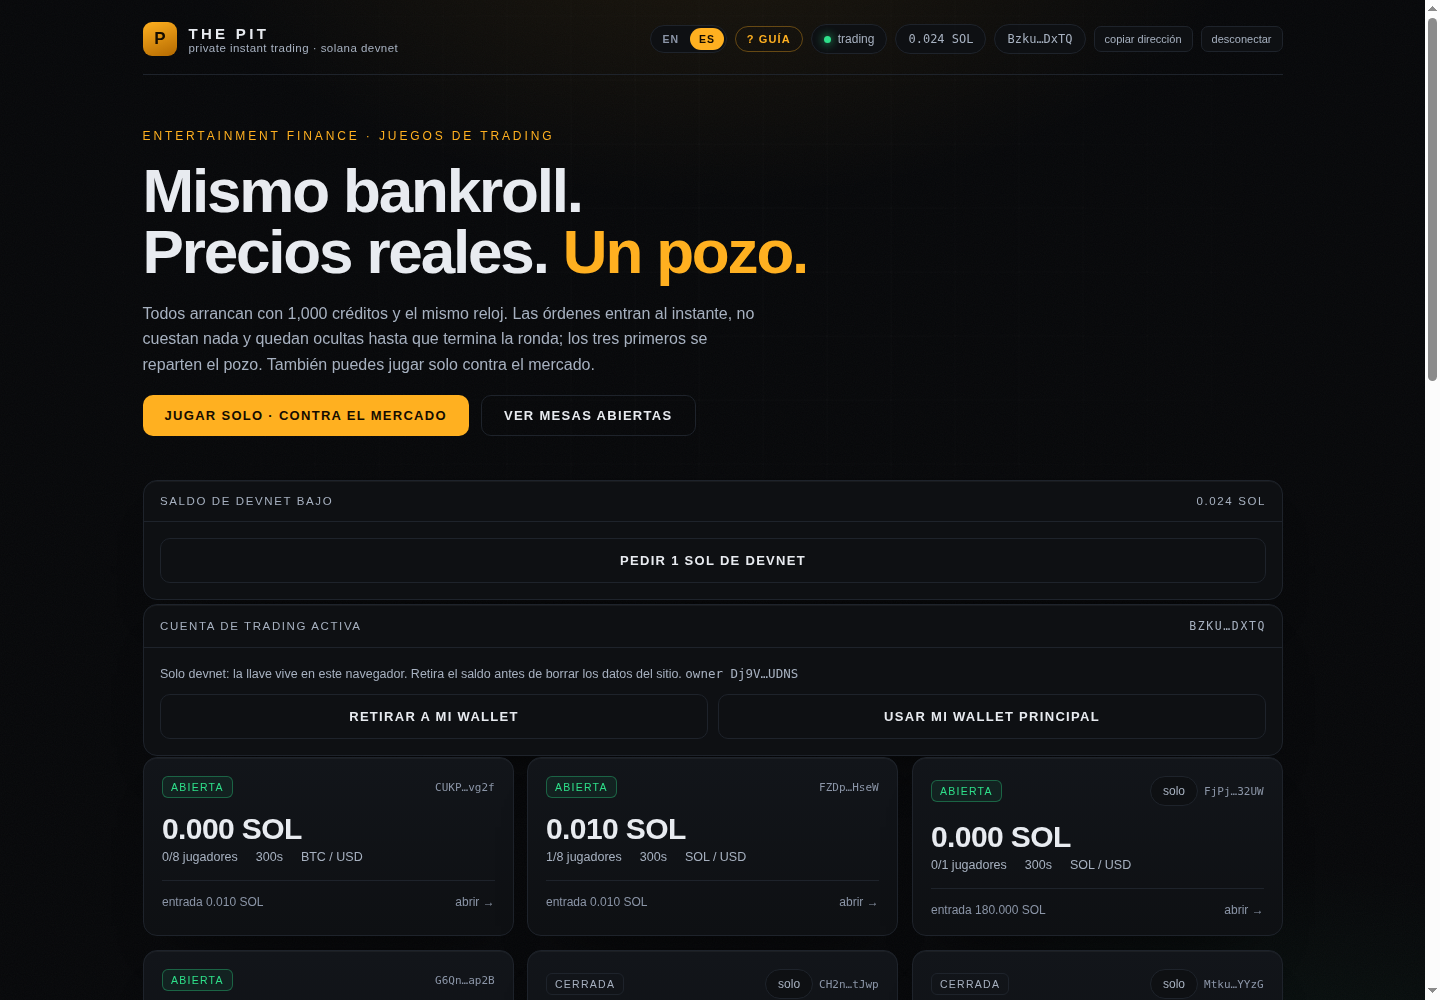 P
THE PIT
private instant trading · solana devnet
EN ES ? GUÍA trading 0.024 SOL Bzku…DxTQ copiar dirección desconectar
ENTERTAINMENT FINANCE · JUEGOS DE TRADING
Mismo bankroll.
Precios reales. Un pozo.
Todos arrancan con 1,000 créditos y el mismo reloj. Las órdenes entran al instante, no
cuestan nada y quedan ocultas hasta que termina la ronda; los tres primeros se
reparten el pozo. También puedes jugar solo contra el mercado.
JUGAR SOLO · CONTRA EL MERCADO VER MESAS ABIERTAS
SALDO DE DEVNET BAJO 0.024 SOL
PEDIR 1 SOL DE DEVNET
CUENTA DE TRADING ACTIVA BZKU…DXTQ
Solo devnet: la llave vive en este navegador. Retira el saldo antes de borrar los datos del sitio. owner Dj9V…UDNS
RETIRAR A MI WALLET USAR MI WALLET PRINCIPAL
ABIERTA CUKP…vg2f
0.000 SOL
0/8 jugadores 300s BTC / USD
entrada 0.010 SOL abrir →
ABIERTA FZDp…HseW
0.010 SOL
1/8 jugadores 300s SOL / USD
entrada 0.010 SOL abrir →
ABIERTA solo FjPj…32UW
0.000 SOL
0/1 jugadores 300s SOL / USD
entrada 180.000 SOL abrir →
ABIERTA G6Qn…ap2B
CERRADA solo CH2n…tJwp
CERRADA solo Mtku…YYzG